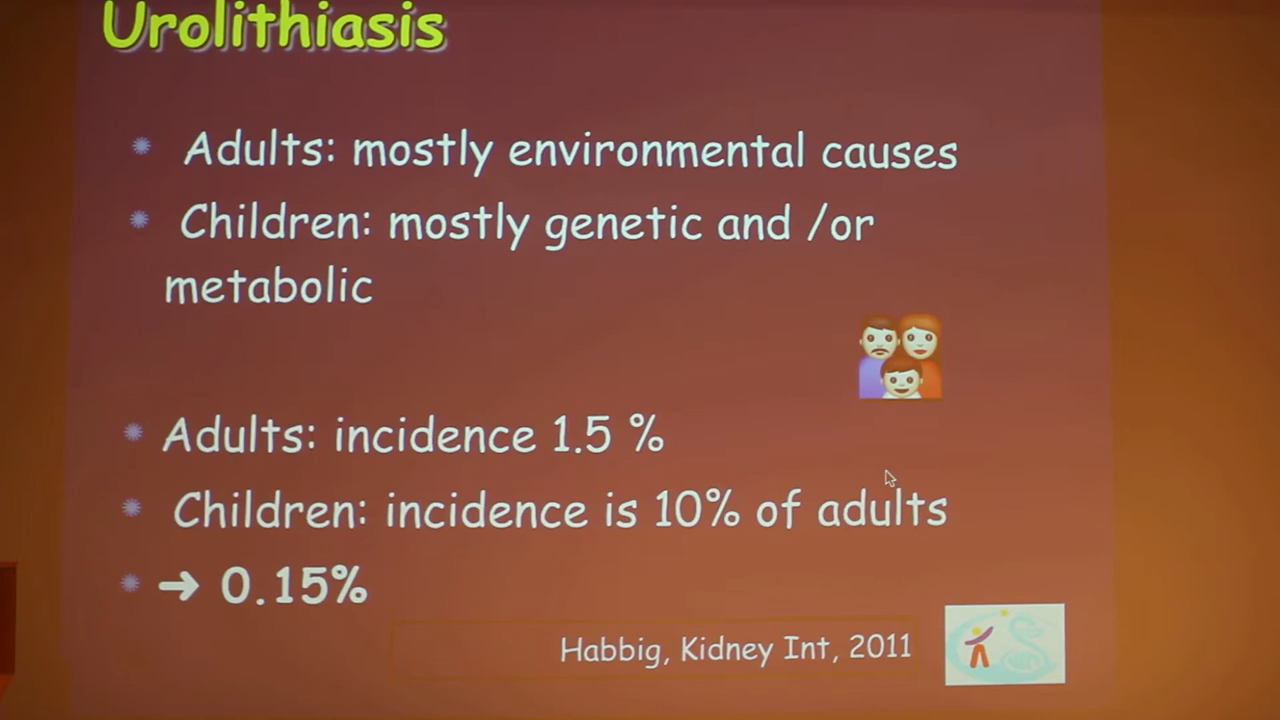 Urolithiasis
Adults: mostly environmental causes
Children: mostly genetic and /or
metabolic
Adults: incidence 1.5 %
Children: incidence is 10% of adults
➜ 0.15%
Habbig, Kidney Int, 2011